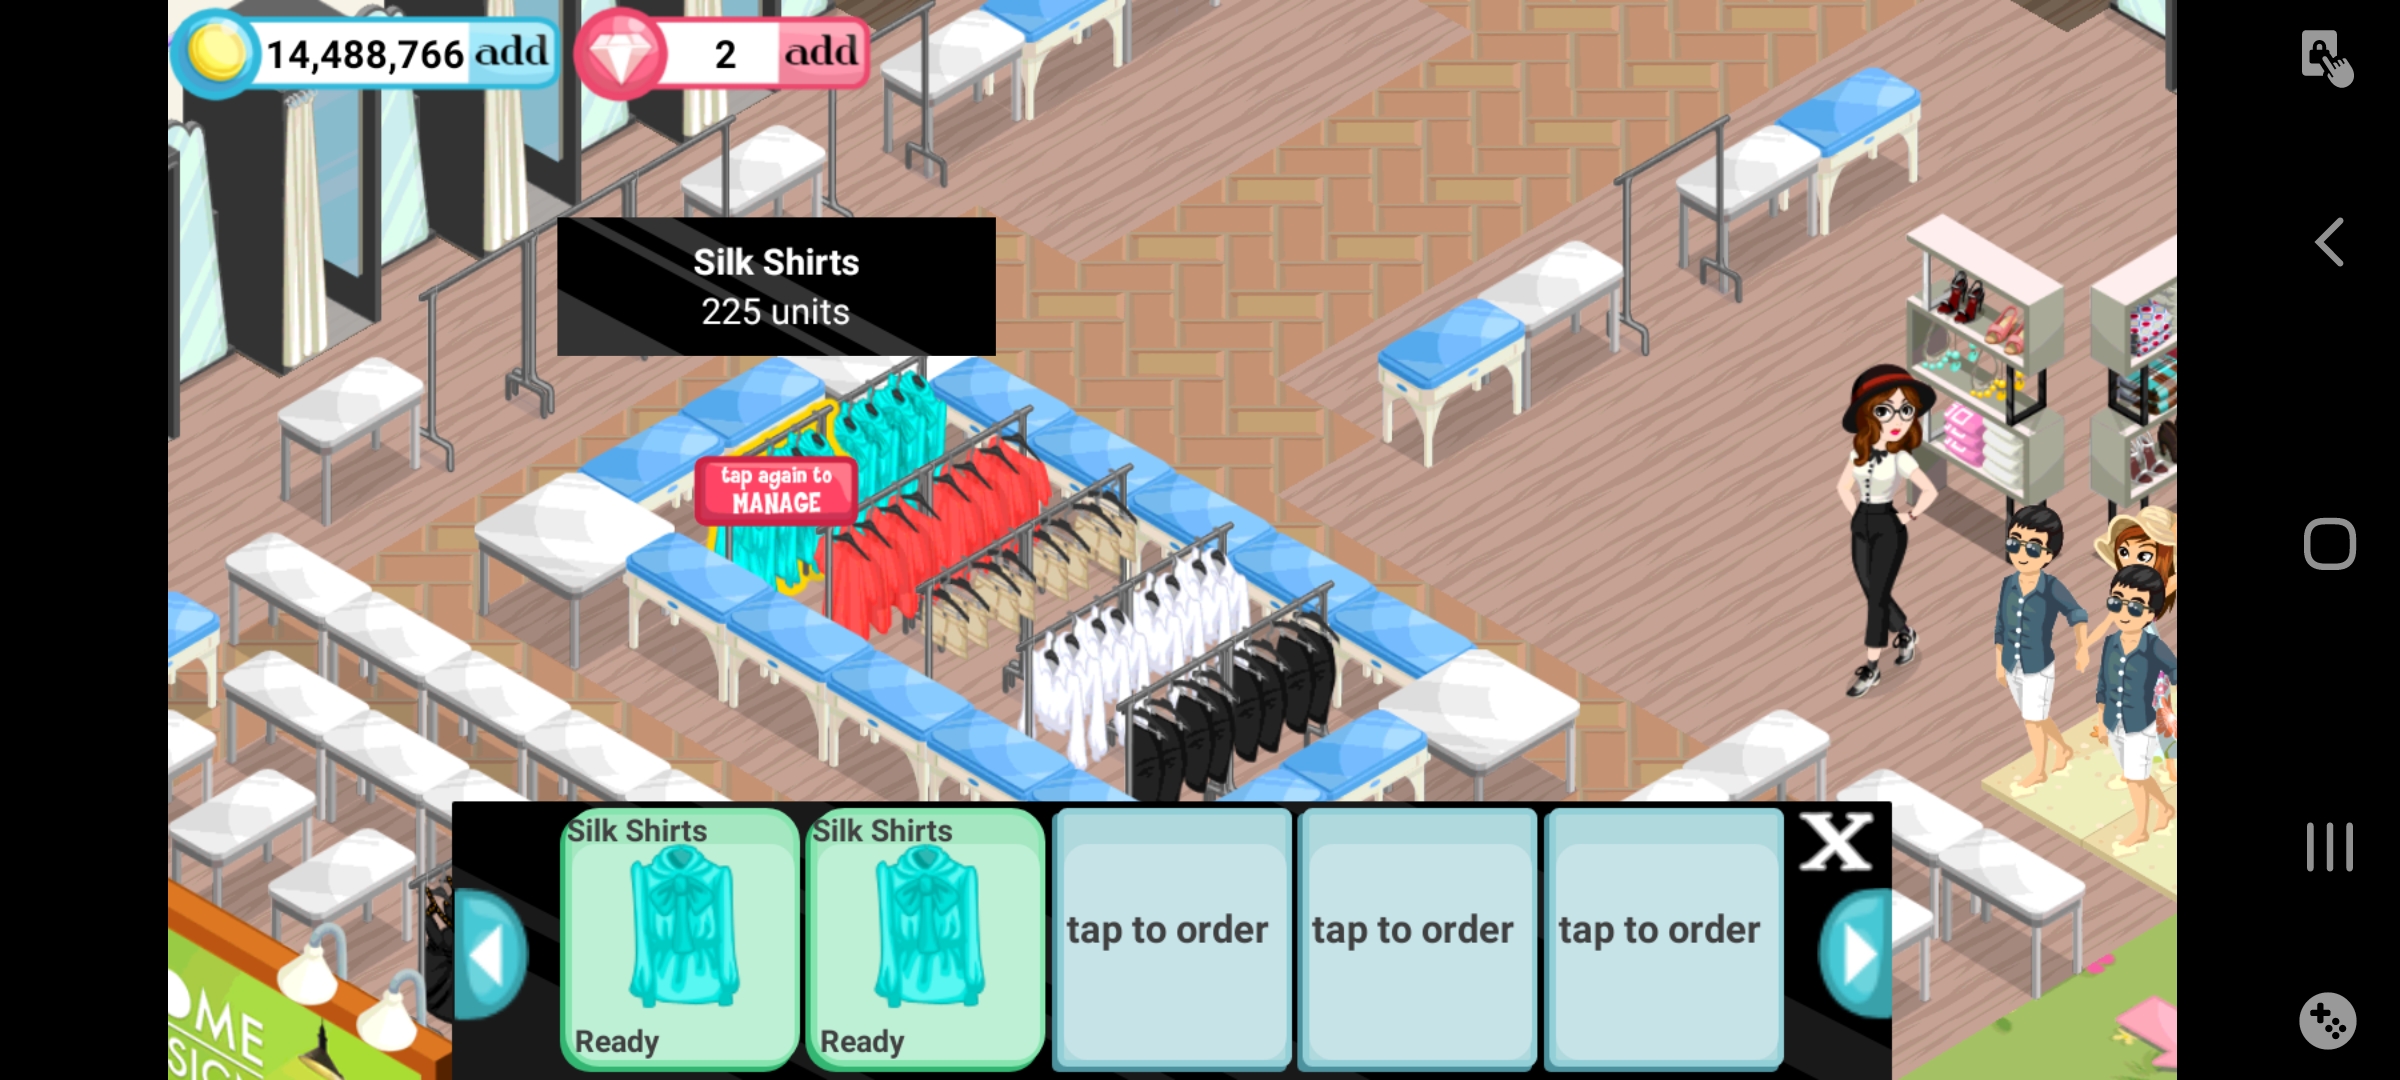 14,488,766 add
2 add
Silk Shirts
225 units
tap again to
MANAGE
Silk Shirts
Ready
Silk Shirts
Ready
tap to order
tap to order
tap to order
X
OME